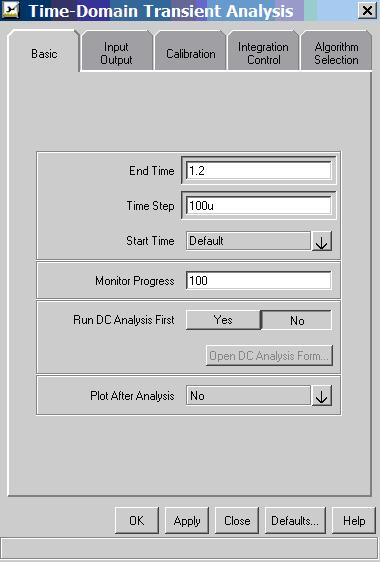 Time-Domain Transient Analysis
Basic
Input Output
Calibration
Integration Control
Algorithm Selection
End Time 1.2
Time Step 100u
Start Time Default
Monitor Progress 100
Run DC Analysis First Yes No
Open DC Analysis Form...
Plot After Analysis No
OK Apply Close Defaults... Help